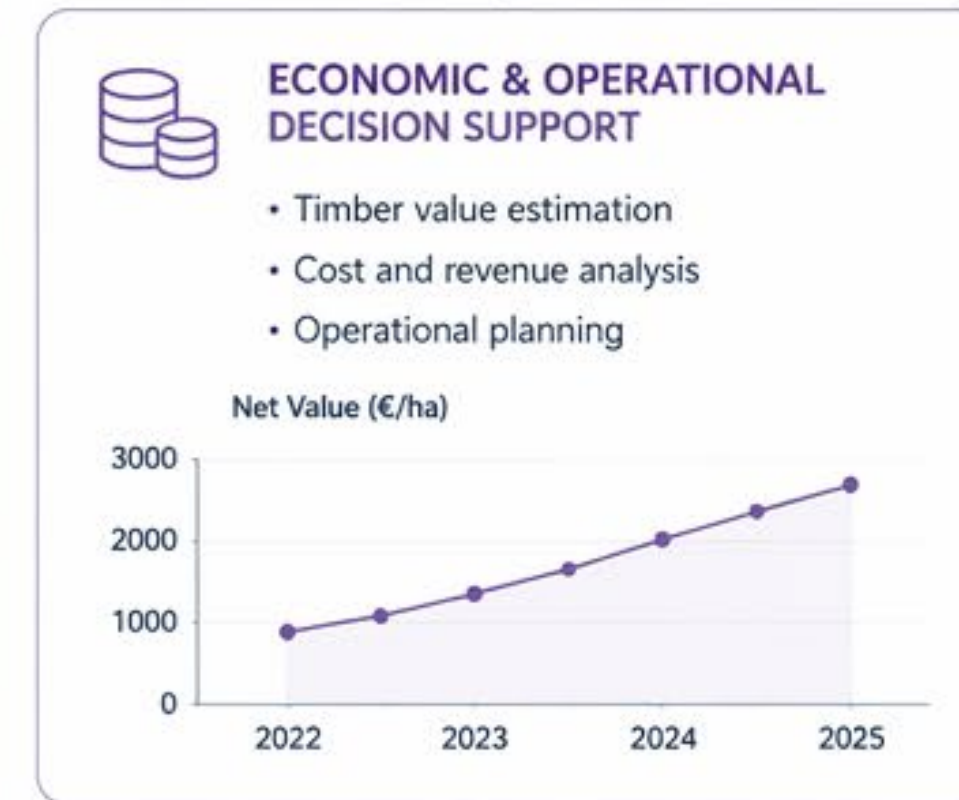 ECONOMIC & OPERATIONAL
DECISION SUPPORT
• Timber value estimation
• Cost and revenue analysis
• Operational planning
Net Value (€/ha)
3000
2000
1000
0
2022 2023 2024 2025